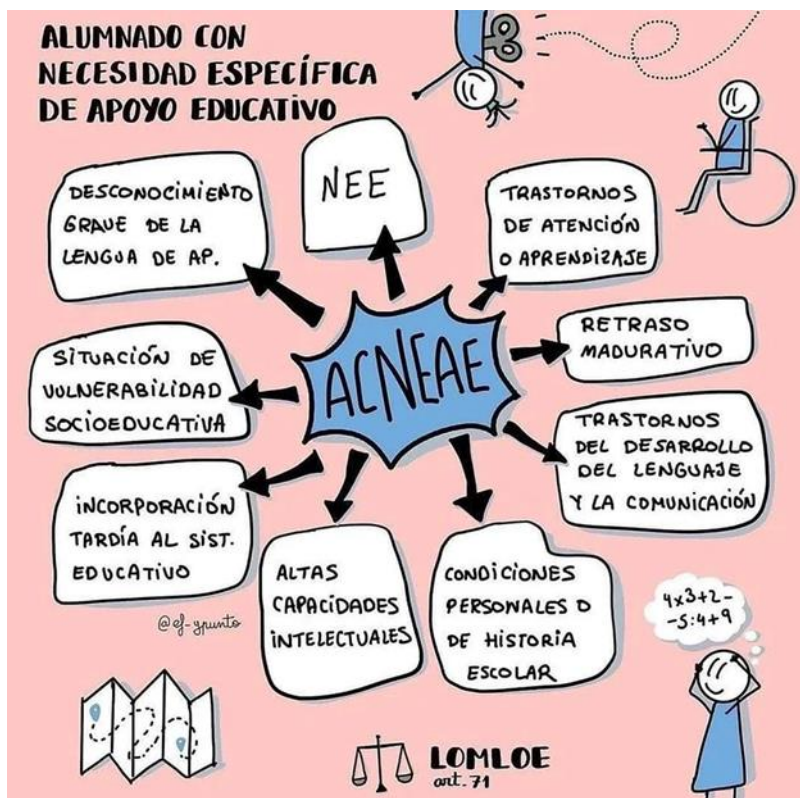 ALUMNADO CON
NECESIDAD ESPECÍFICA
DE APOYO EDUCATIVO
DESCONOCIMIENTO
GRAVE DE LA
LENGUA DE AP.
NEE
TRASTORNOS
DE ATENCIÓN
O APRENDIZAJE
RETRASO
MADURATIVO
SITUACIÓN DE
VULNERABILIDAD
SOCIOEDUCATIVA
ACNEAE
TRASTORNOS
DEL DESARROLLO
DEL LENGUAJE
Y LA COMUNICACIÓN
INCORPORACIÓN
TARDÍA AL SIST.
EDUCATIVO
ALTAS
CAPACIDADES
INTELECTUALES
CONDICIONES
PERSONALES O
DE HISTORIA
ESCOLAR
4x3+2-
-5:4+9
@ef-ypunto
LOMLOE
art. 71